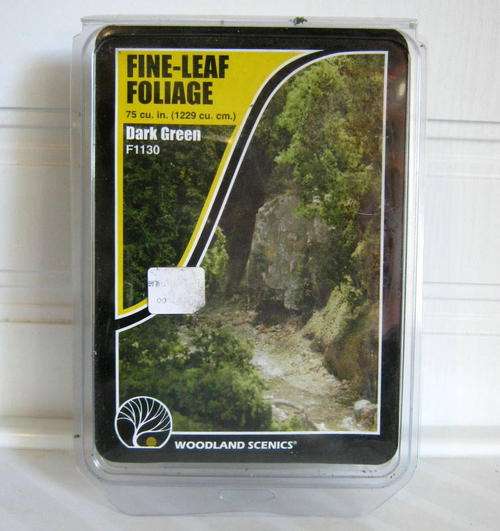 FINE-LEAF
FOLIAGE
75 cu. in. (1229 cu. cm.)
Dark Green
F1130
WOODLAND SCENICS®